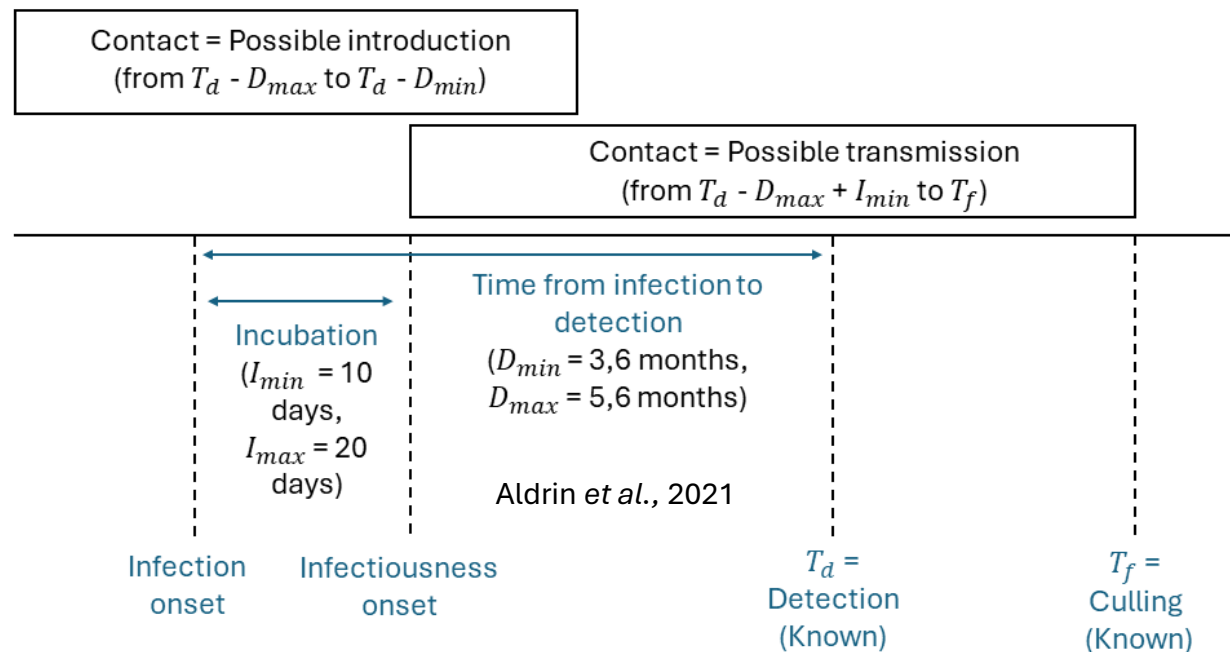 Contact = Possible introduction
(from T_d - D_max to T_d - D_min)
Contact = Possible transmission
(from T_d - D_max + I_min to T_f)
Incubation
(I_min = 10
days,
I_max = 20
days)
Time from infection to
detection
(D_min = 3,6 months,
D_max = 5,6 months)
Aldrin et al., 2021
Infection
onset
Infectiousness
onset
T_d =
Detection
(Known)
T_f =
Culling
(Known)